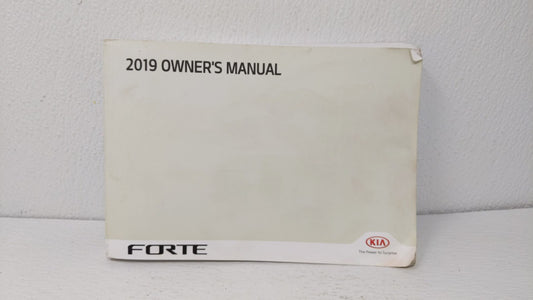 2019 OWNER'S MANUAL
FORTE
KIA
The Power to Surprise